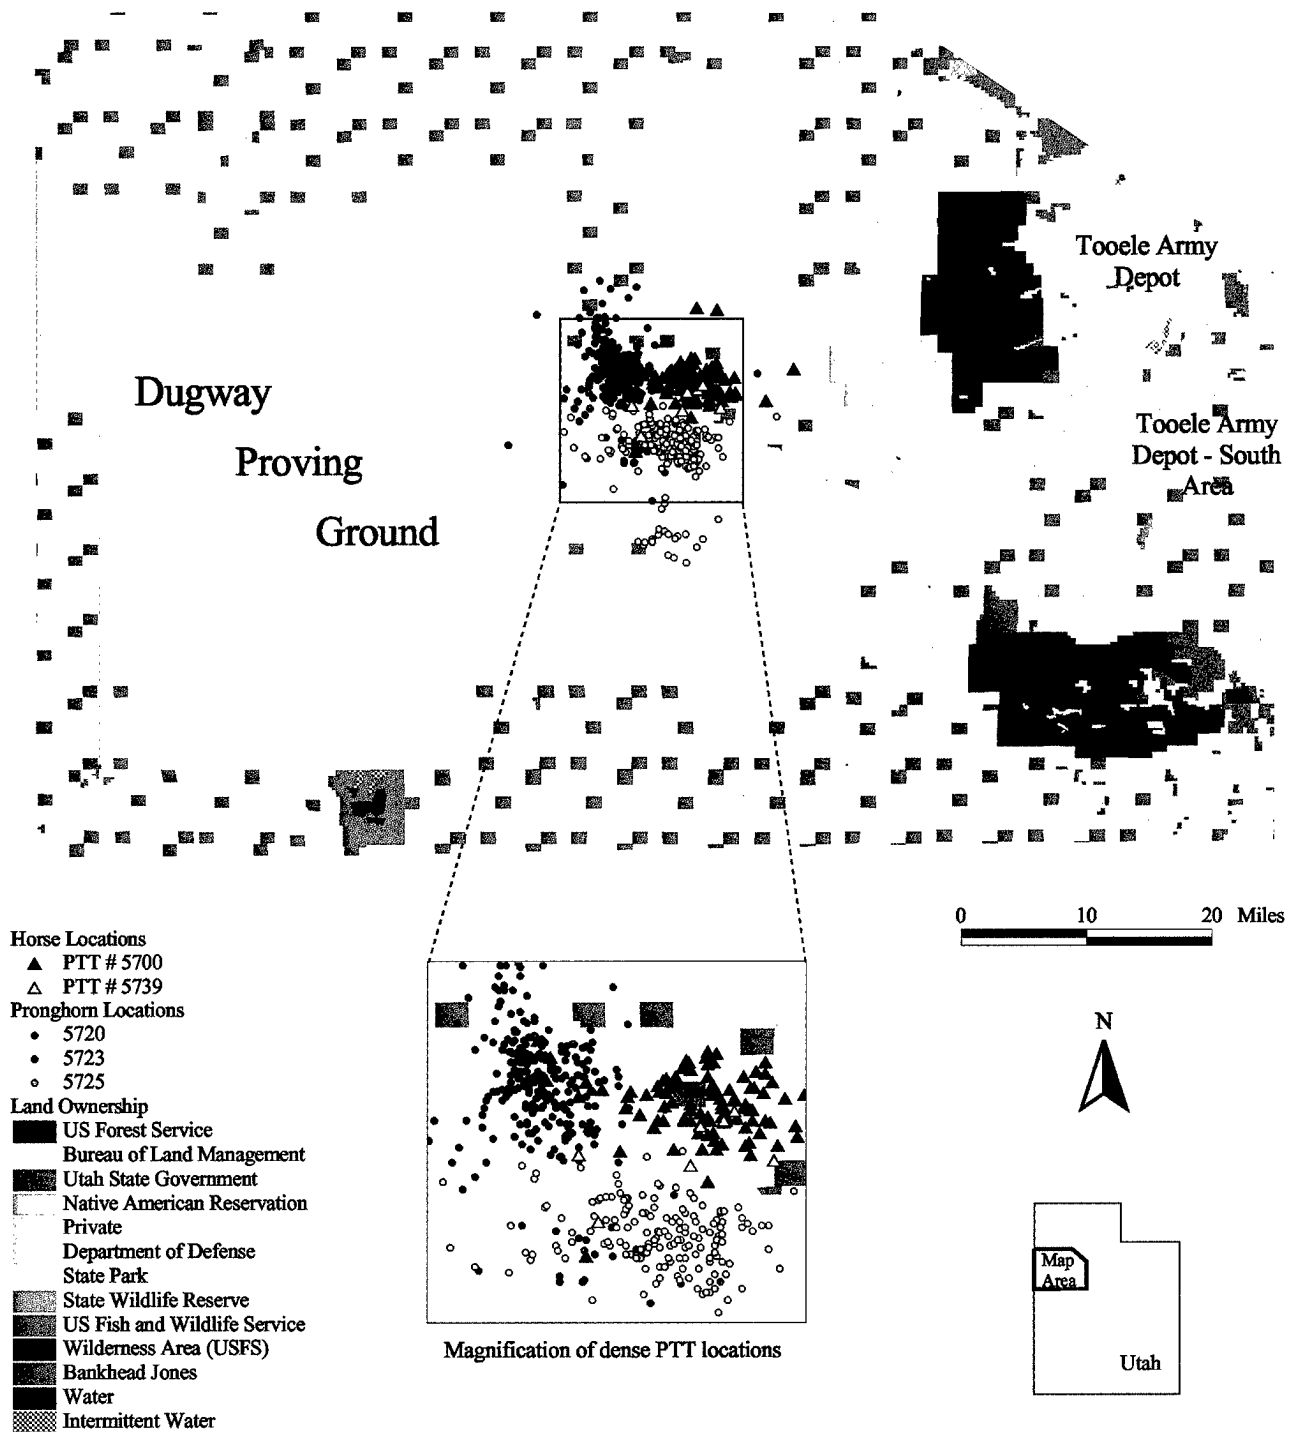 Tooele Army
Depot
Dugway
Proving
Ground
Tooele Army
Depot - South
Area
0 10 20 Miles
Horse Locations
PTT # 5700
PTT # 5739
Pronghorn Locations
5720
5723
5725
Land Ownership
US Forest Service
Bureau of Land Management
Utah State Government
Native American Reservation
Private
Department of Defense
State Park
State Wildlife Reserve
US Fish and Wildlife Service
Wilderness Area (USFS)
Bankhead Jones
Water
Intermittent Water
Magnification of dense PTT locations
N
Map
Area
Utah